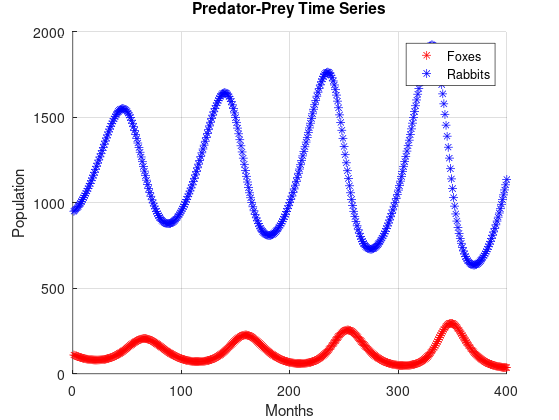 Predator-Prey Time Series
2000
1500
1000
500
0
Population
Foxes
Rabbits
0 100 200 300 400
Months